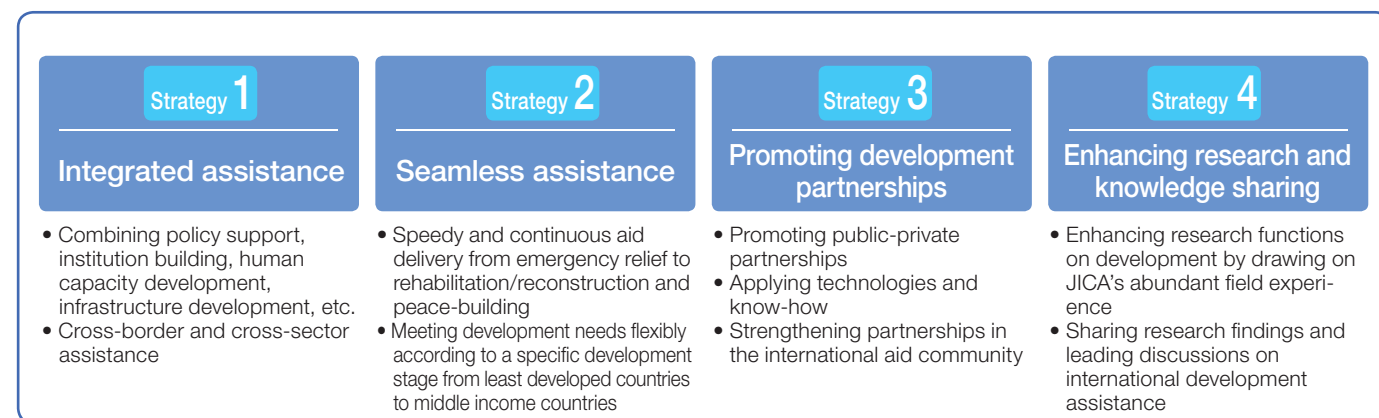 Strategy 1
Integrated assistance
• Combining policy support,
institution building, human
capacity development,
infrastructure development, etc.
• Cross-border and cross-sector
assistance
Strategy 2
Seamless assistance
• Speedy and continuous aid
delivery from emergency relief to
rehabilitation/reconstruction and
peace-building
• Meeting development needs flexibly
according to a specific development
stage from least developed countries
to middle income countries
Strategy 3
Promoting development
partnerships
• Promoting public-private
partnerships
• Applying technologies and
know-how
• Strengthening partnerships in
the international aid community
Strategy 4
Enhancing research and
knowledge sharing
• Enhancing research functions
on development by drawing on
JICA’s abundant field experi-
ence
• Sharing research findings and
leading discussions on
international development
assistance